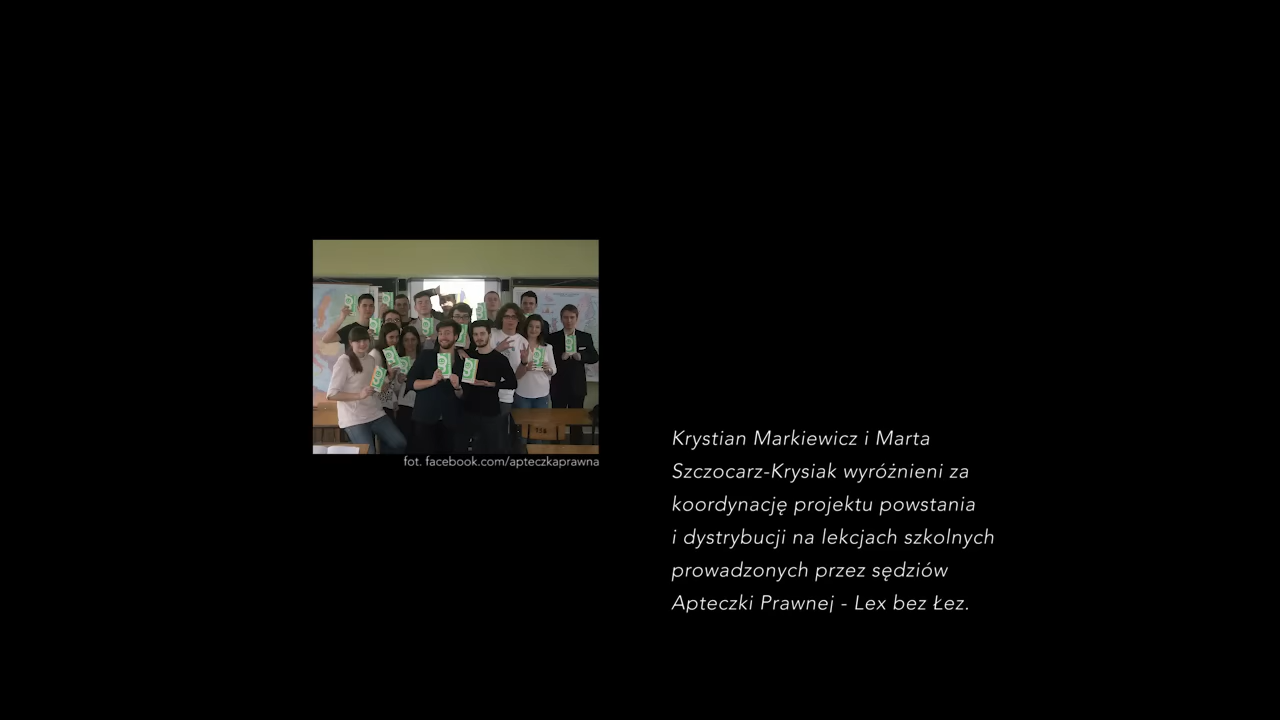 fot. facebook.com/apteczkaprawna
Krystian Markiewicz i Marta
Szczocarz-Krysiak wyróżnieni za
koordynację projektu powstania
i dystrybucji na lekcjach szkolnych
prowadzonych przez sędziów
Apteczki Prawnej - Lex bez Łez.